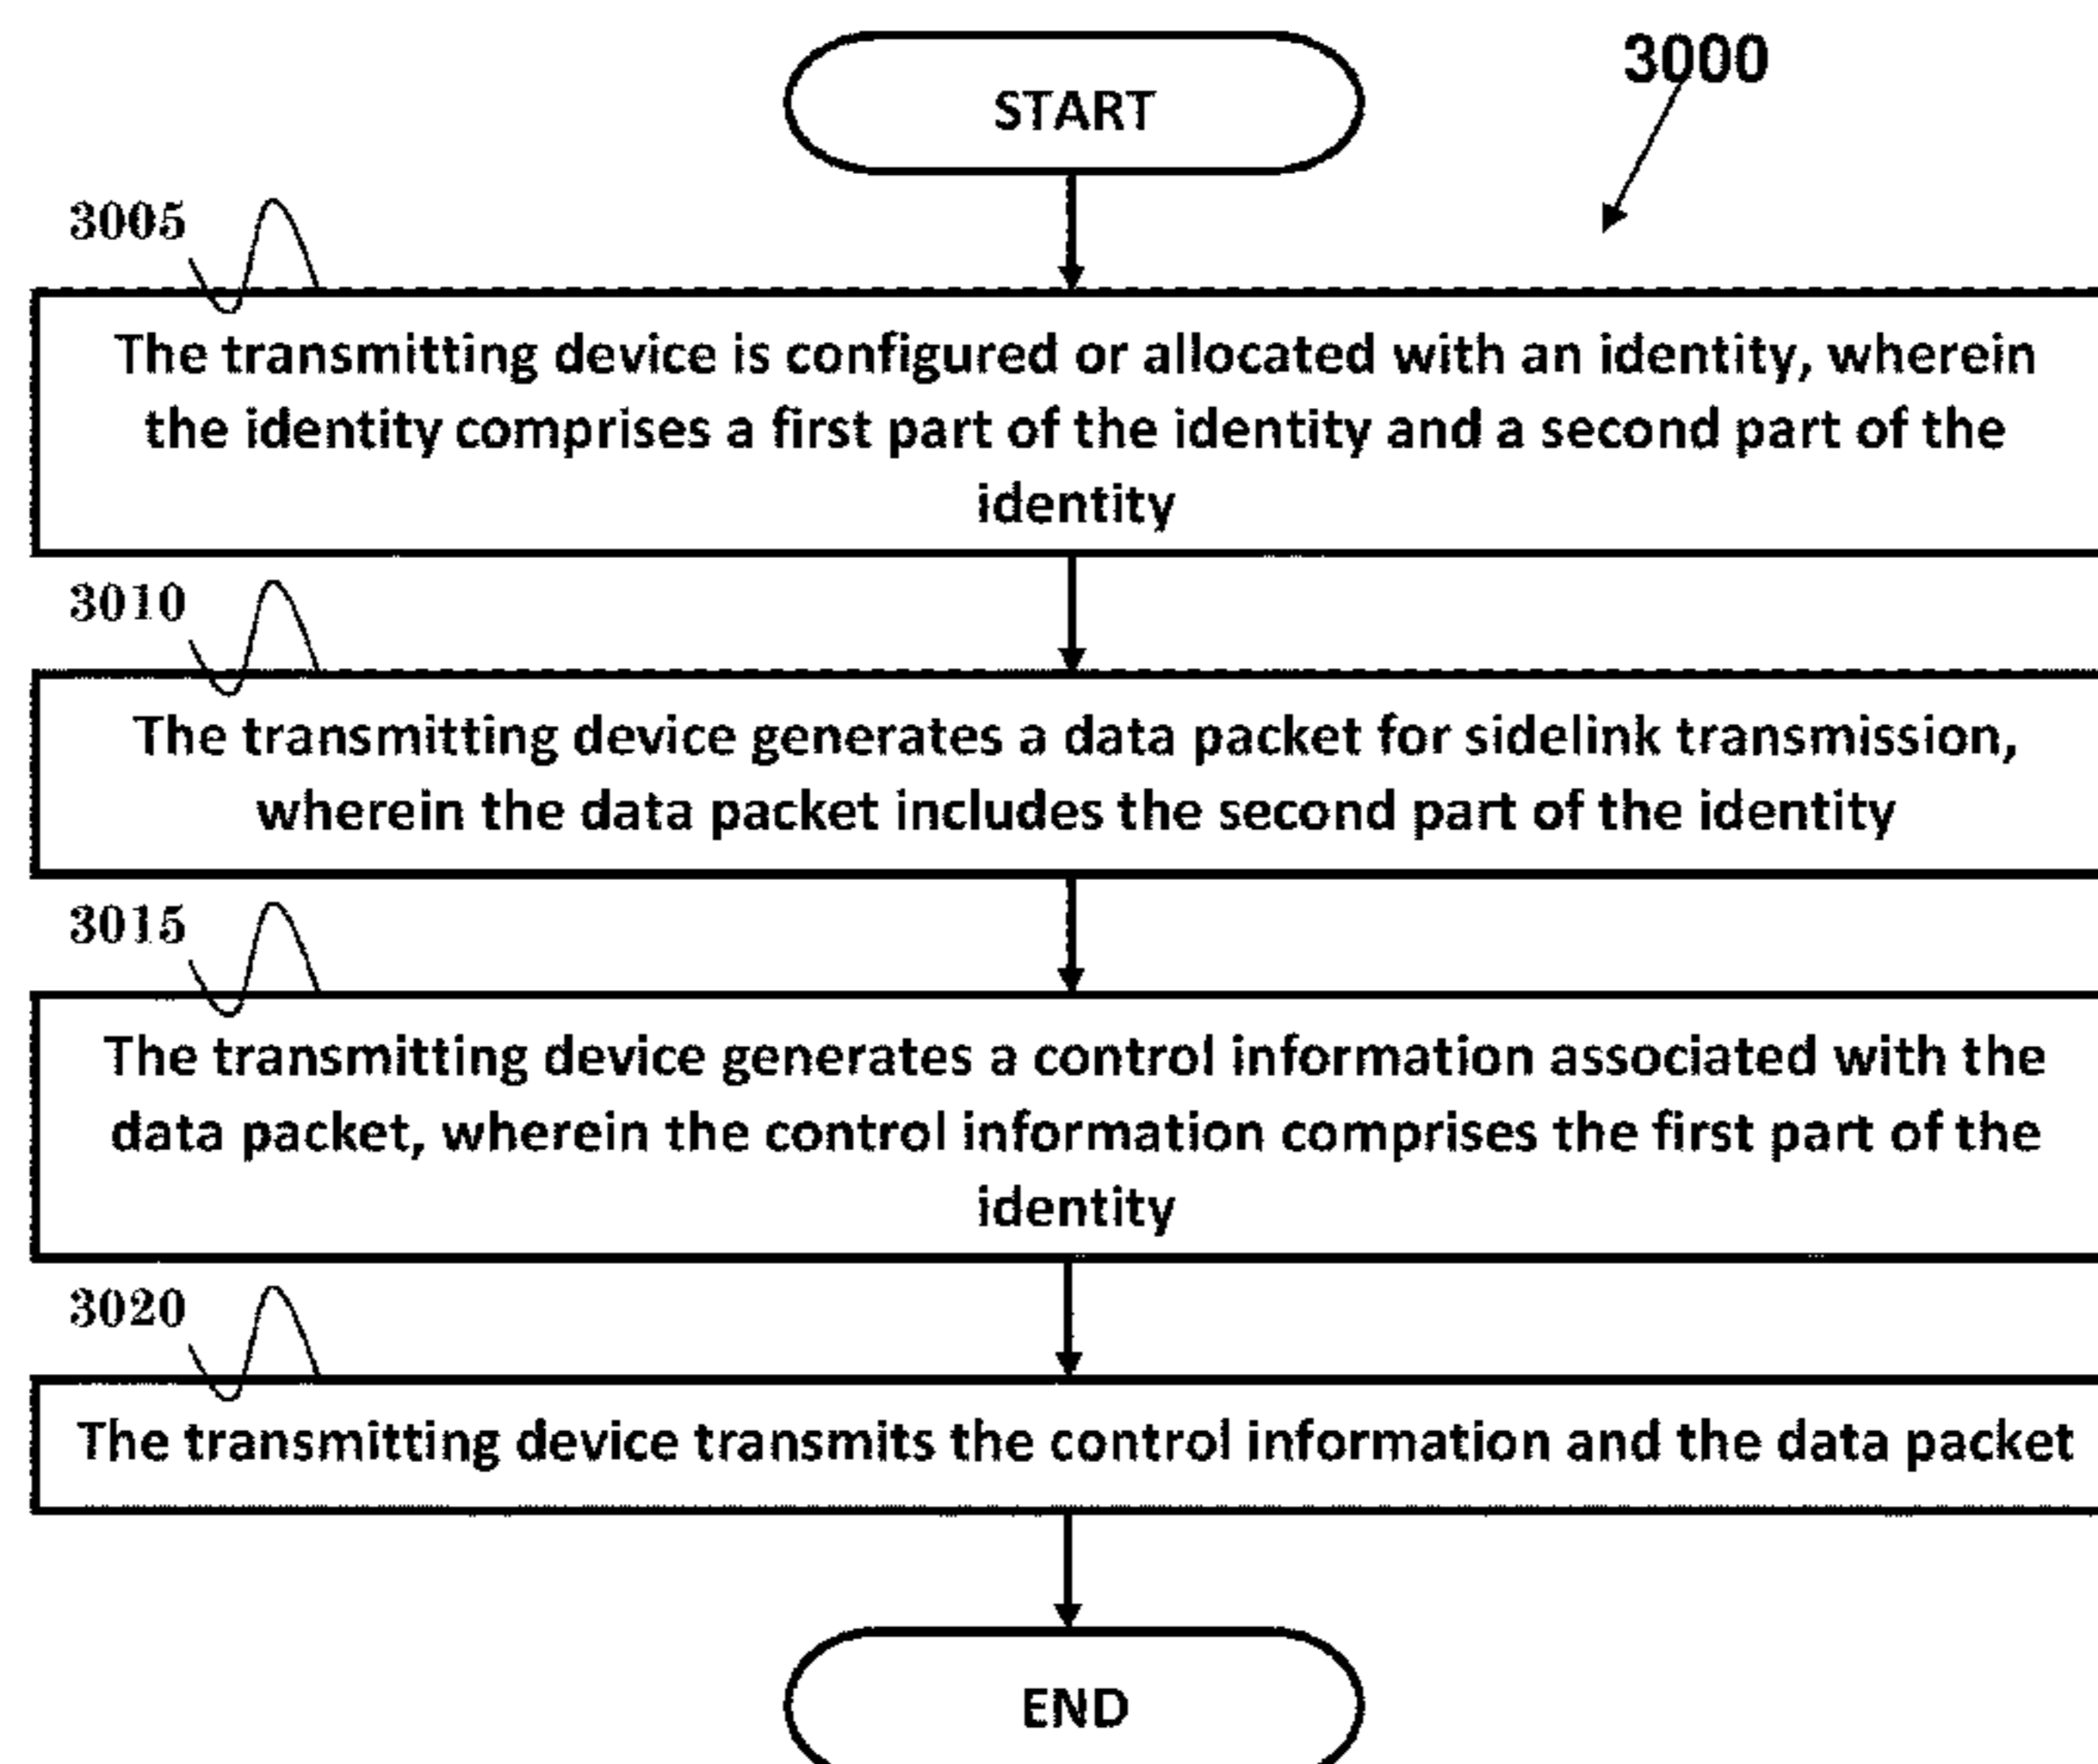 START
3000
3005
The transmitting device is configured or allocated with an identity, wherein
the identity comprises a first part of the identity and a second part of the
identity
3010
The transmitting device generates a data packet for sidelink transmission,
wherein the data packet includes the second part of the identity
3015
The transmitting device generates a control information associated with the
data packet, wherein the control information comprises the first part of the
identity
3020
The transmitting device transmits the control information and the data packet
END